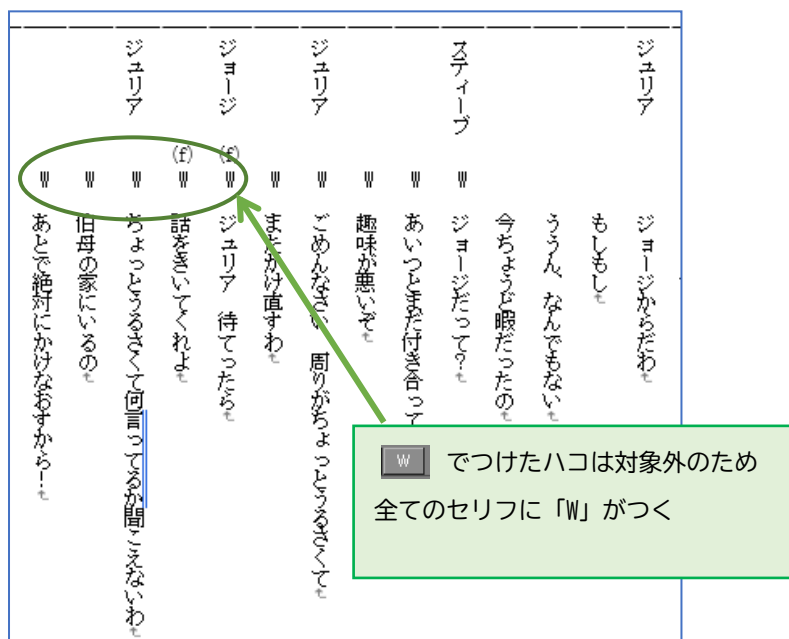 ジュリア ジョージからだわ
もしもし
ううん、なんでもない
今ちょうど暇だったの
スティーブ W ジョージだって?
W あいつとまだ付き合って
W 趣味が悪いぞ
ジュリア W ごめんなさい 周りがちょっとうるさくて
W またかけ直すわ
ジョージ (f) W ジュリア 待てったら
(f) W 話をきいてくれよ
ジュリア W ちょっとうるさくて何言ってるか聞こえないわ
W 伯母の家にいるの
W あとで絶対にかけなおすから!
W でつけたハコは対象外のため
全てのセリフに「W」がつく